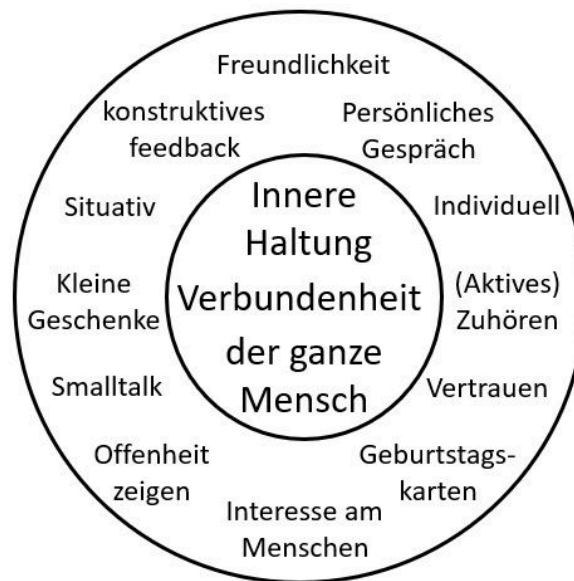 Freundlichkeit
konstruktives
feedback
Persönliches
Gespräch
Situativ
Individuell
Innere
Haltung
Verbundenheit
der ganze
Mensch
Kleine
Geschenke
(Aktives)
Zuhören
Smalltalk
Vertrauen
Offenheit
zeigen
Geburtstags-
karten
Interesse am
Menschen